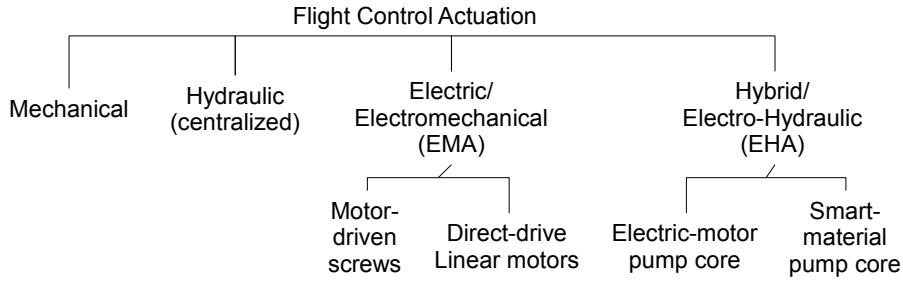 Flight Control Actuation
Mechanical
Hydraulic
(centralized)
Electric/
Electromechanical
(EMA)
Hybrid/
Electro-Hydraulic
(EHA)
Motor-
driven
screws
Direct-drive
Linear motors
Electric-motor
pump core
Smart-
material
pump core